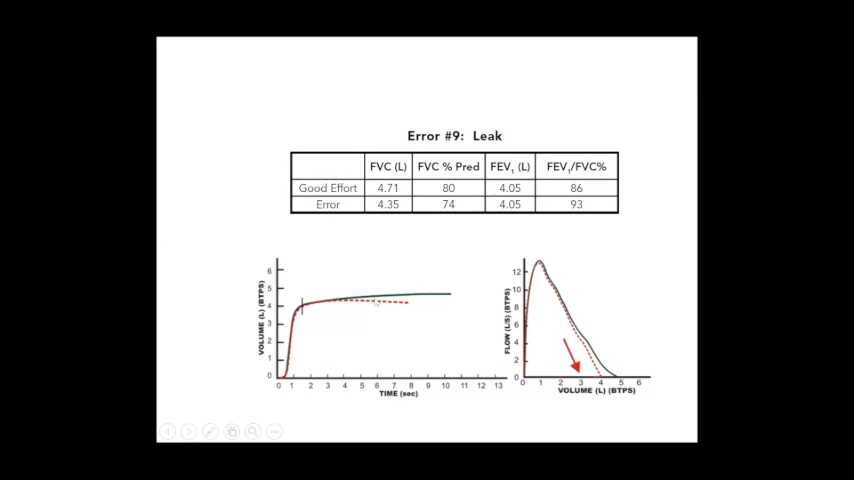 Error #9: Leak
FVC (L) FVC % Pred FEV₁ (L) FEV₁/FVC%
Good Effort 4.71 80 4.05 86
Error 4.35 74 4.05 93
VOLUME (L) (BTPS)
6
5
4
3
2
1
0
0 1 2 3 4 5 6 7 8 9 10 11 12 13
TIME (sec)
FLOW (L/S) (BTPS)
12
10
8
6
4
2
0
0 1 2 3 4 5 6
VOLUME (L) (BTPS)